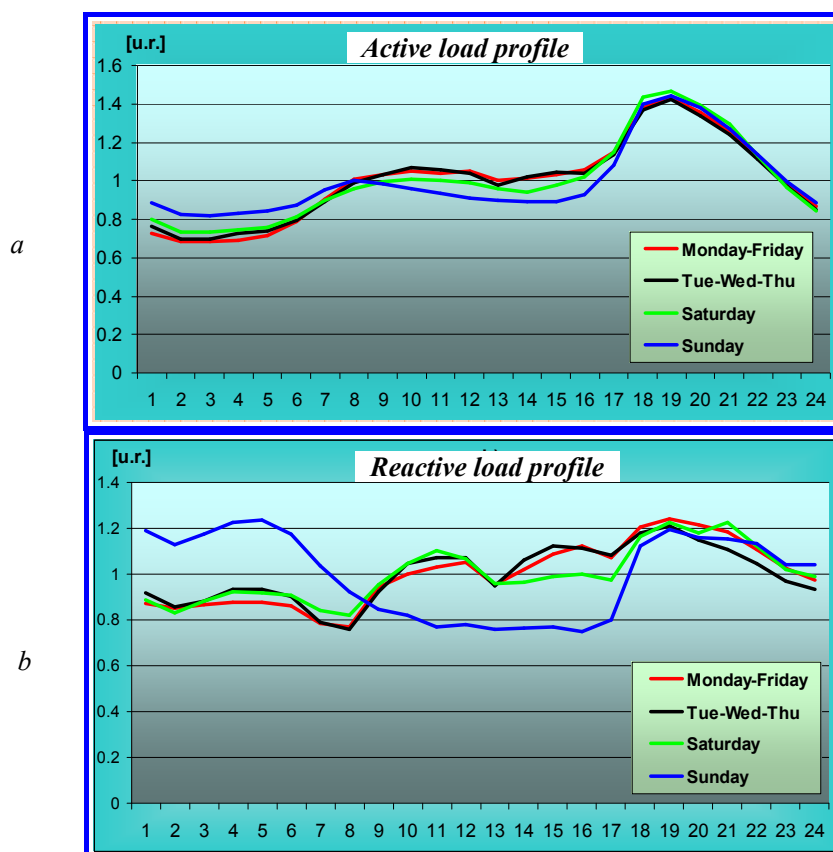 [u.r.]
Active load profile
1.6
1.4
1.2
1
0.8
0.6
0.4
0.2
0
Monday-Friday
Tue-Wed-Thu
Saturday
Sunday
1 2 3 4 5 6 7 8 9 10 11 12 13 14 15 16 17 18 19 20 21 22 23 24
a
[u.r.]
Reactive load profile
1.4
1.2
1
0.8
0.6
0.4
0.2
0
Monday-Friday
Tue-Wed-Thu
Saturday
Sunday
1 2 3 4 5 6 7 8 9 10 11 12 13 14 15 16 17 18 19 20 21 22 23 24
b